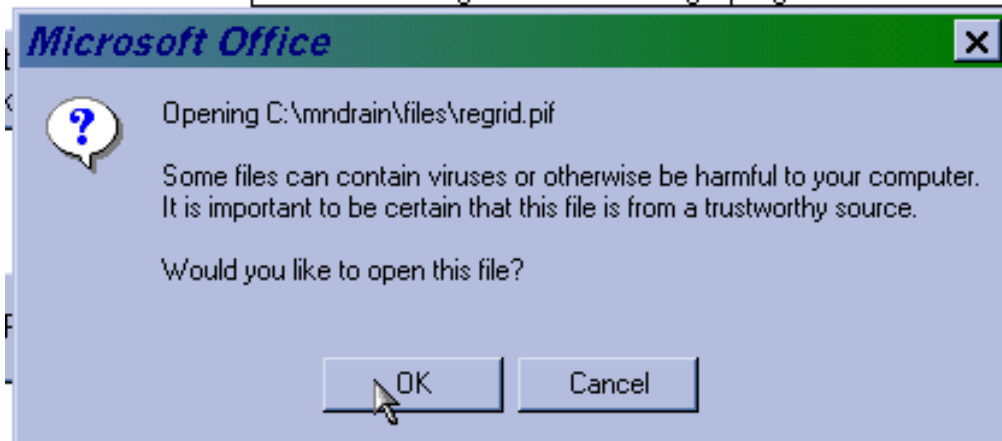 Microsoft Office
Opening C:\mndrain\files\regrid.pif
Some files can contain viruses or otherwise be harmful to your computer.
It is important to be certain that this file is from a trustworthy source.
Would you like to open this file?
OK Cancel